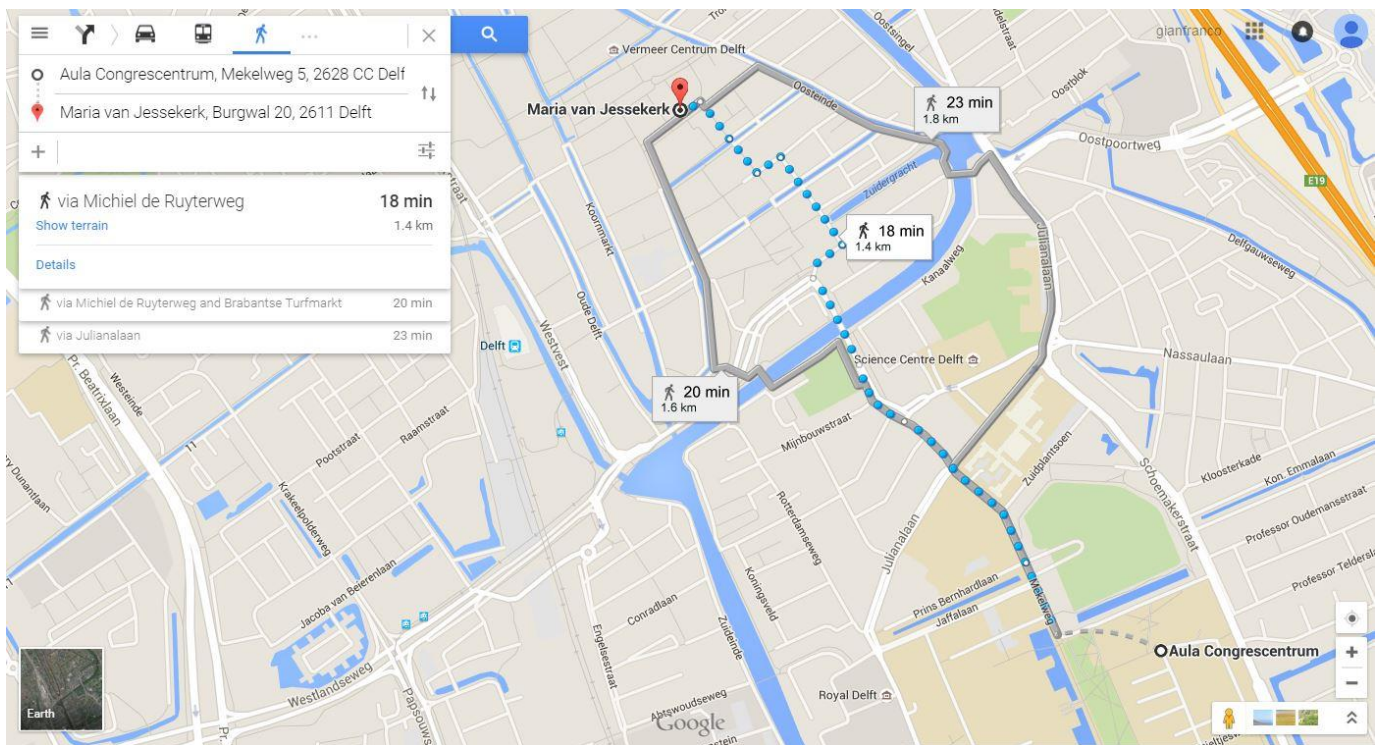 Aula Congrescentrum, Mekelweg 5, 2628 CC Delf
Maria van Jessekerk, Burgwal 20, 2611 Delft
via Michiel de Ruyterweg
18 min
Show terrain
1.4 km
Details
via Michiel de Ruyterweg and Brabantse Turfmarkt
20 min
via Julianalaan
23 min
gianfranco
Vermeer Centrum Delft
Oostsingel
Maria van Jessekerk
Oosteinde
Oostblok
23 min
1.8 km
Oostpoortweg
E19
Zuidergracht
Koornmarkt
18 min
1.4 km
Julianalaan
Delfgauwseweg
Kanaalweg
Oude Delft
Westvest
Delft
Science Centre Delft
Nassaulaan
Pr. Beatrixlaan
Westeinde
20 min
1.6 km
11
Raamstraat
Pootstraat
Mijnbouwstraat
Zuidplantsoen
Kloosterkade
Kon. Emmalaan
Krakeelpolderweg
Rotterdamseweg
Schoemakerstraat
Professor Oudemansstraat
Julianalaan
Jacoba van Beierenlaan
Koningsveld
Prins Bernhardlaan
Jaffalaan
Mekelweg
11
Conradlaan
Zuideinde
Engelsestraat
Aula Congrescentrum
Westlandseweg
Royal Delft
Abtswoudseweg
Earth
Pr.
Google